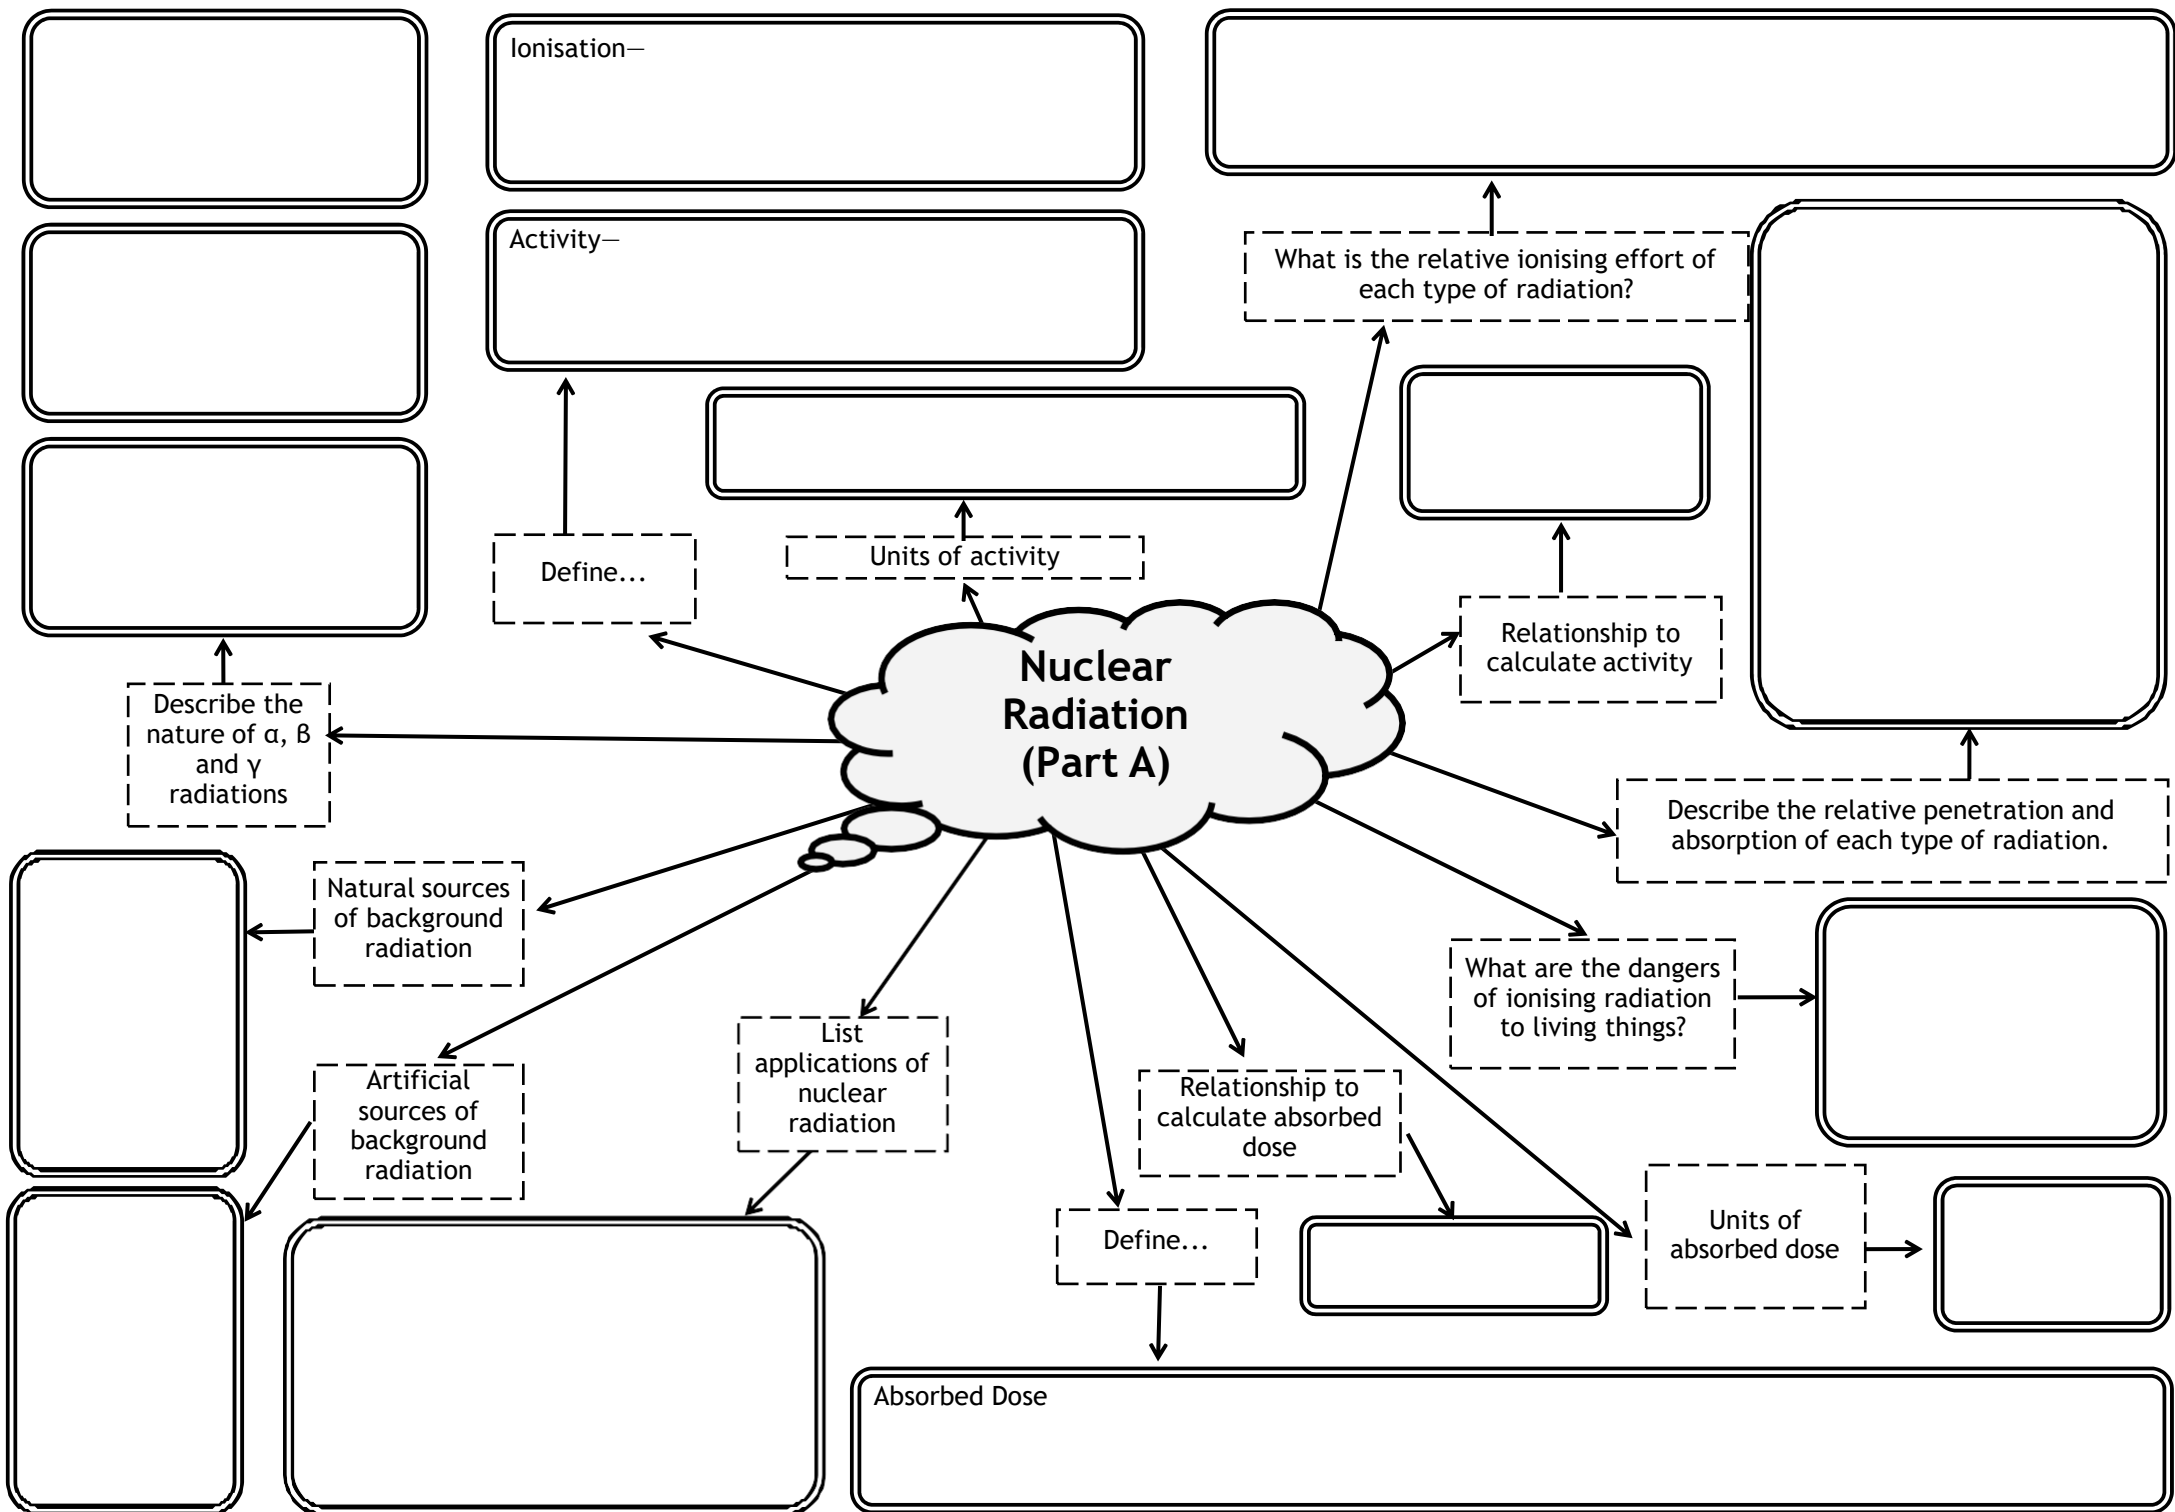 Ionisation—
Activity—
What is the relative ionising effort of
each type of radiation?
Define...
Units of activity
Relationship to
calculate activity
Nuclear
Radiation
(Part A)
Describe the
nature of α, ß
and γ
radiations
Describe the relative penetration and
absorption of each type of radiation.
Natural sources
of background
radiation
What are the dangers
of ionising radiation
to living things?
List
applications of
nuclear
radiation
Artificial
sources of
background
radiation
Relationship to
calculate absorbed
dose
Define...
Units of
absorbed dose
Absorbed Dose